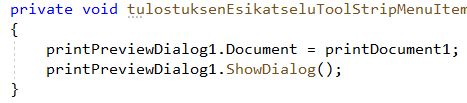 private void tulostuksenEsikatseluToolStripMenuItem
{
printPreviewDialog1.Document = printDocument1;
printPreviewDialog1.ShowDialog();
}